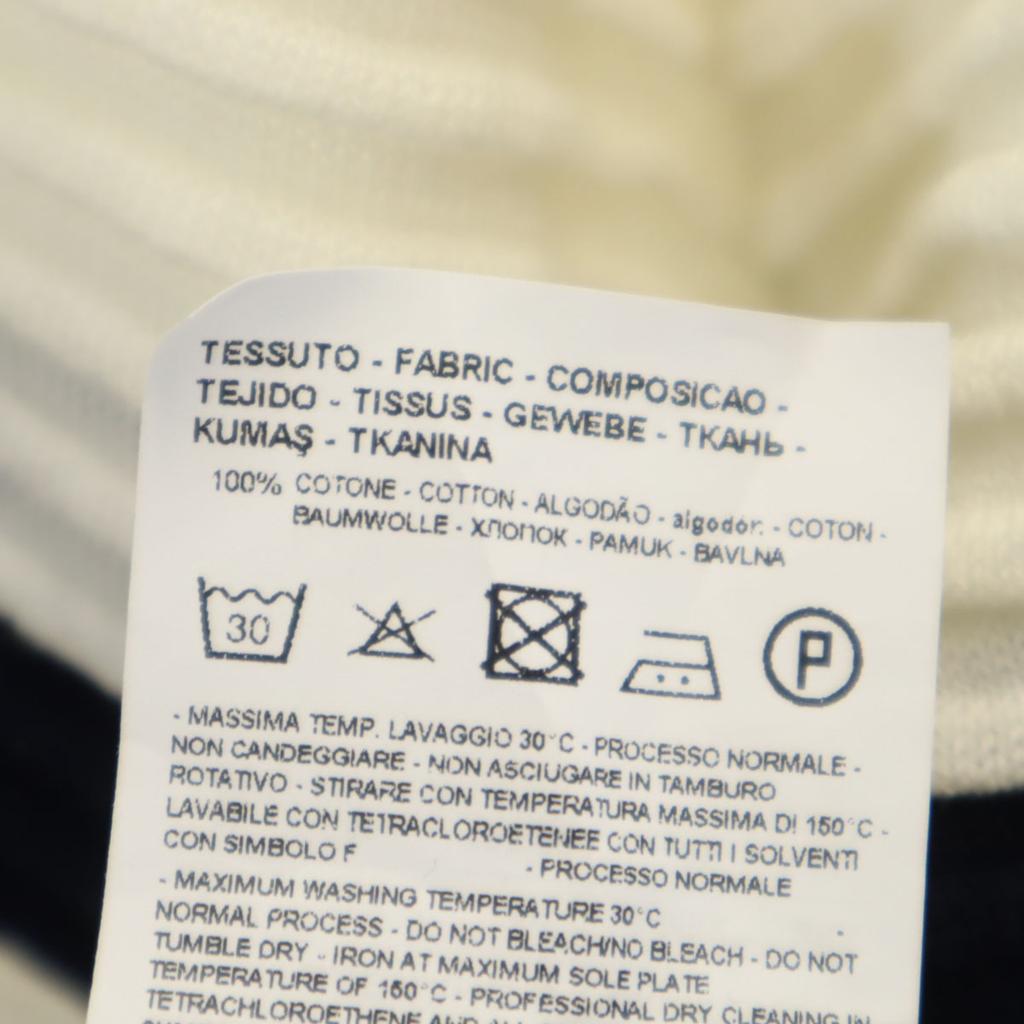 TESSUTO - FABRIC - COMPOSICAO -
TEJIDO - TISSUS - GEWEBE - ТКАНЬ -
KUMAŞ - TKANINA
100% COTONE - COTTON - ALGODÃO - algodón - COTON -
BAUMWOLLE - ХЛОПОК - PAMUK - BAVLNA
30
P
- MASSIMA TEMP. LAVAGGIO 30°C - PROCESSO NORMALE -
NON CANDEGGIARE - NON ASCIUGARE IN TAMBURO
ROTATIVO - STIRARE CON TEMPERATURA MASSIMA DI 150°C -
LAVABILE CON TETRACLOROETENEE CON TUTTI I SOLVENTI
CON SIMBOLO F
- PROCESSO NORMALE
- MAXIMUM WASHING TEMPERATURE 30°C
NORMAL PROCESS - DO NOT BLEACH/NO BLEACH - DO NOT
TUMBLE DRY - IRON AT MAXIMUM SOLE PLATE
TEMPERATURE OF 150°C - PROFESSIONAL DRY CLEANING IN
TETRACHLOROETHENE AND